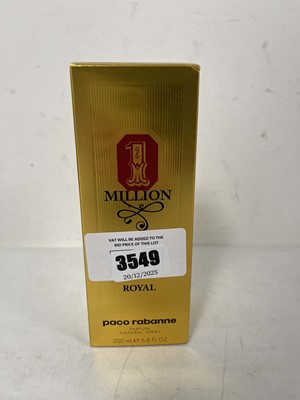 1
MILLION
VAT WILL BE ADDED TO THE
BID PRICE OF THIS LOT
3549
20/12/2025
ROYAL
paco rabanne
PARFUM
NATURAL SPRAY
200 ml e 6.8 fl OZ